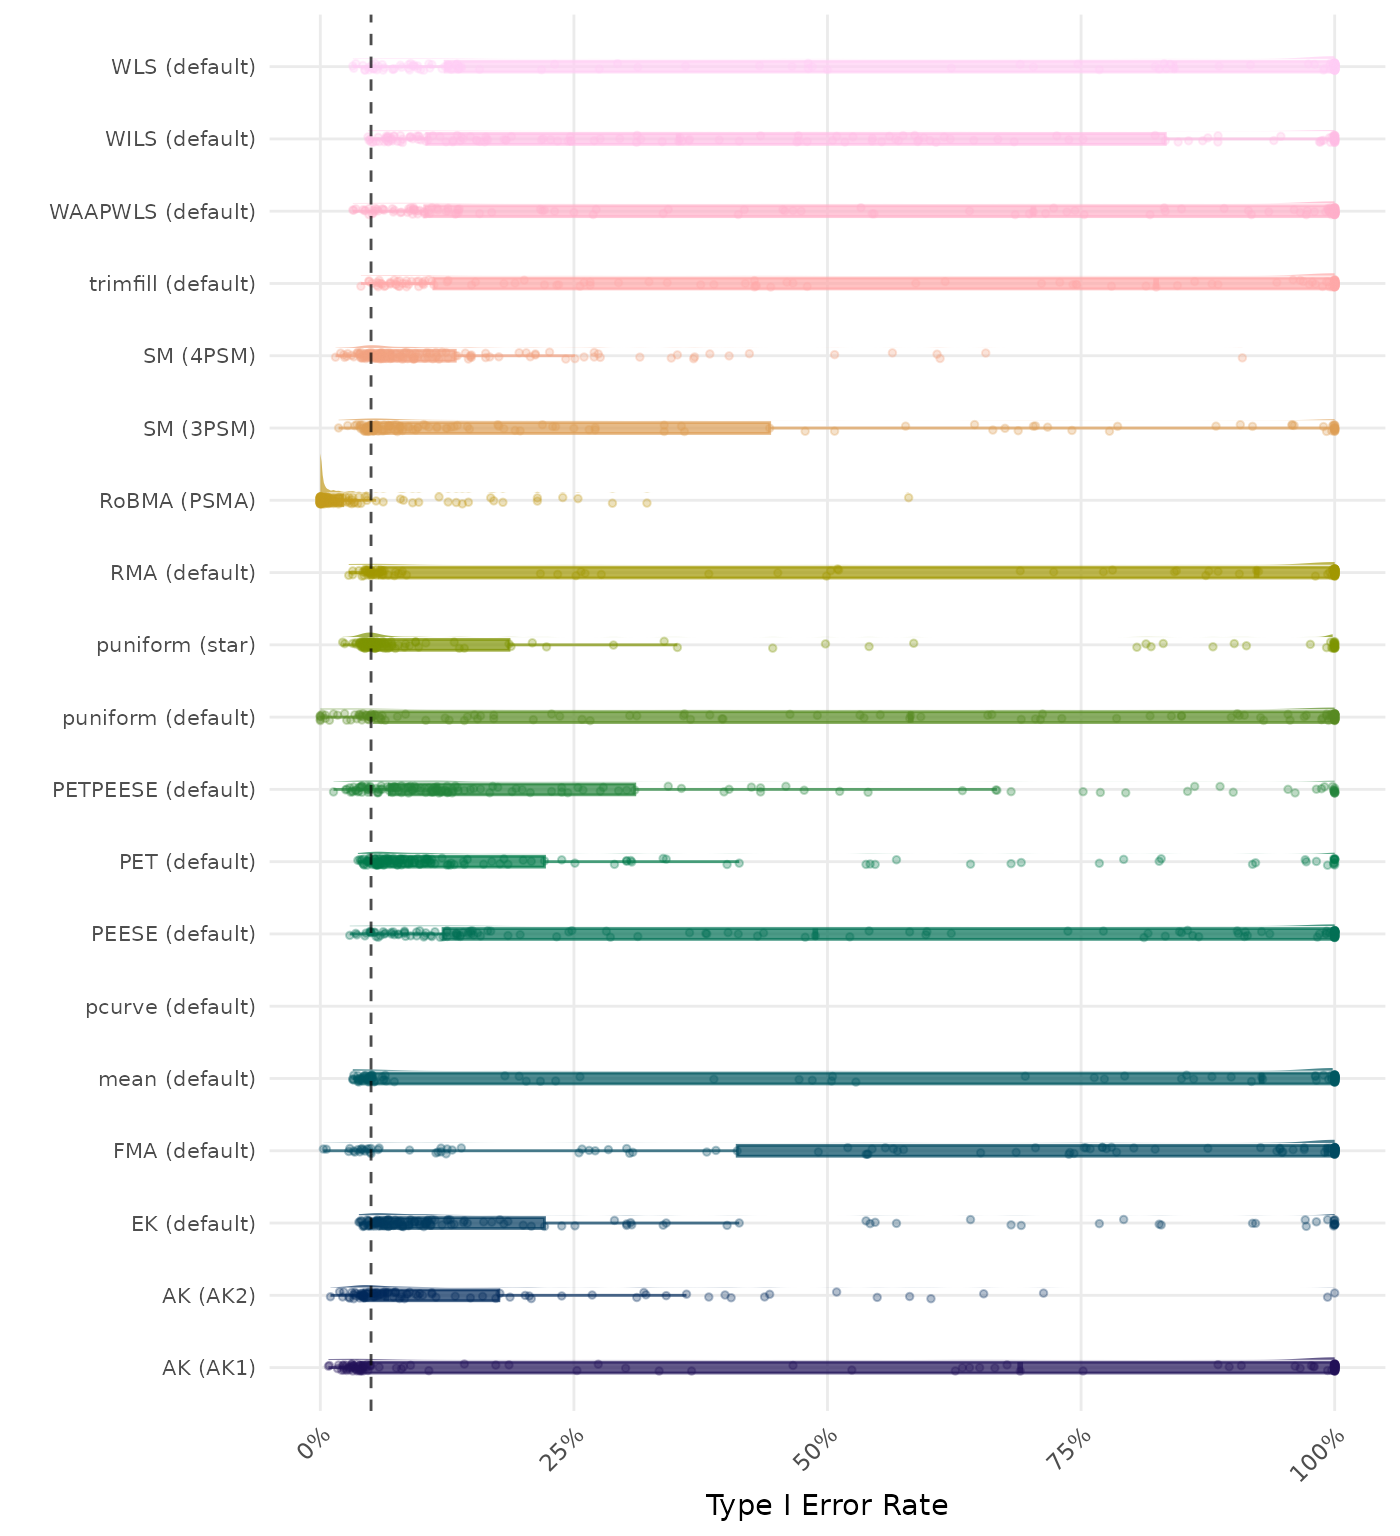 WLS (default)
WILS (default)
WAAPWLS (default)
trimfill (default)
SM (4PSM)
SM (3PSM)
RoBMA (PSMA)
RMA (default)
puniform (star)
puniform (default)
PETPEESE (default)
PET (default)
PEESE (default)
pcurve (default)
mean (default)
FMA (default)
EK (default)
AK (AK2)
AK (AK1)
0%
25%
50%
75%
100%
Type I Error Rate